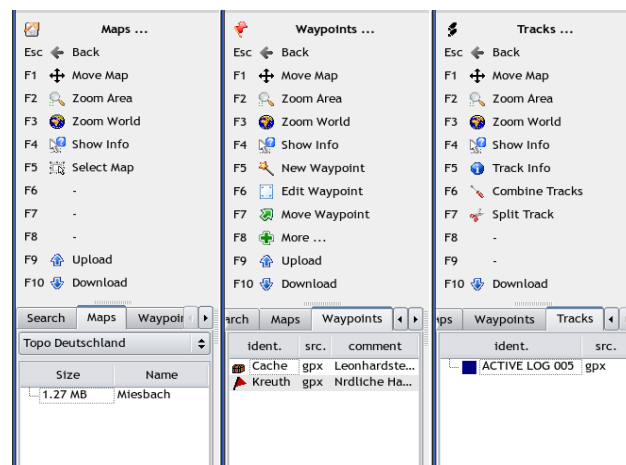 Maps ...
Esc Back
F1 Move Map
F2 Zoom Area
F3 Zoom World
F4 Show Info
F5 Select Map
F6 -
F7 -
F8 -
F9 Upload
F10 Download
Search Maps Waypoin
Topo Deutschland
Size Name
1.27 MB Miesbach
Waypoints ...
Esc Back
F1 Move Map
F2 Zoom Area
F3 Zoom World
F4 Show Info
F5 New Waypoint
F6 Edit Waypoint
F7 Move Waypoint
F8 More ...
F9 Upload
F10 Download
arch Maps Waypoints
ident. src. comment
Cache gpx Leonhardste...
Kreuth gpx Nrdliche Ha...
Tracks ...
Esc Back
F1 Move Map
F2 Zoom Area
F3 Zoom World
F4 Show Info
F5 Track Info
F6 Combine Tracks
F7 Split Track
F8 -
F9 -
F10 Download
aps Waypoints Tracks
ident. src.
ACTIVE LOG 005 gpx